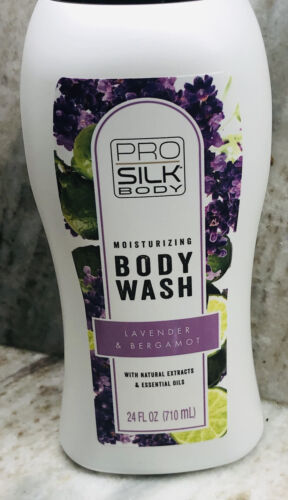 PRO
SILK
BODY
MOISTURIZING
BODY
WASH
LAVENDER
& BERGAMOT
WITH NATURAL EXTRACTS
& ESSENTIAL OILS
24 FL OZ (710 mL)